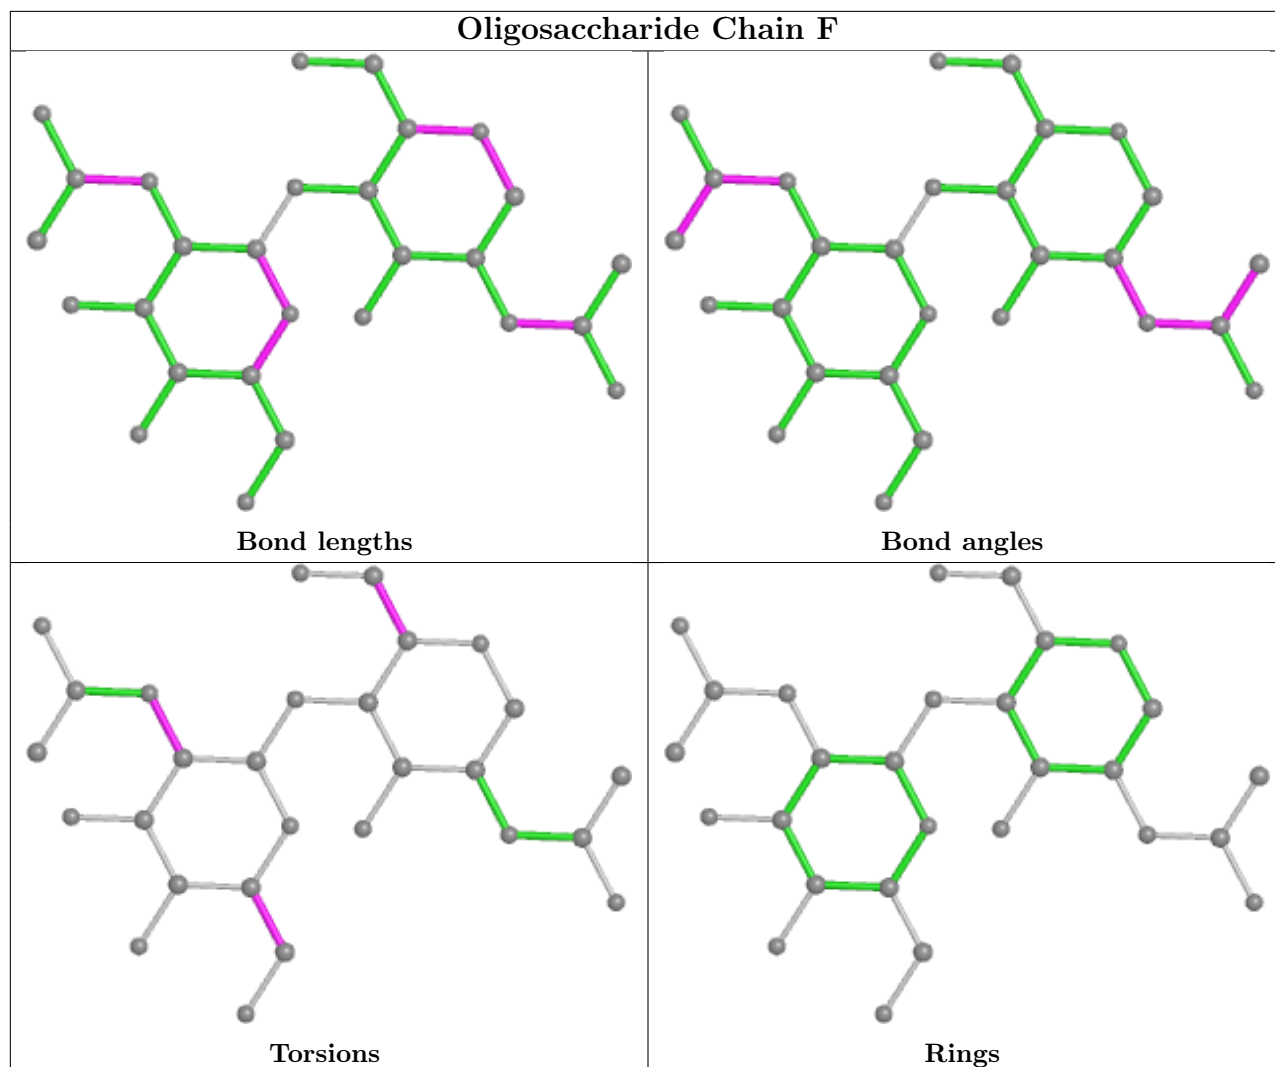 Oligosaccharide Chain F
Bond lengths
Bond angles
Torsions
Rings